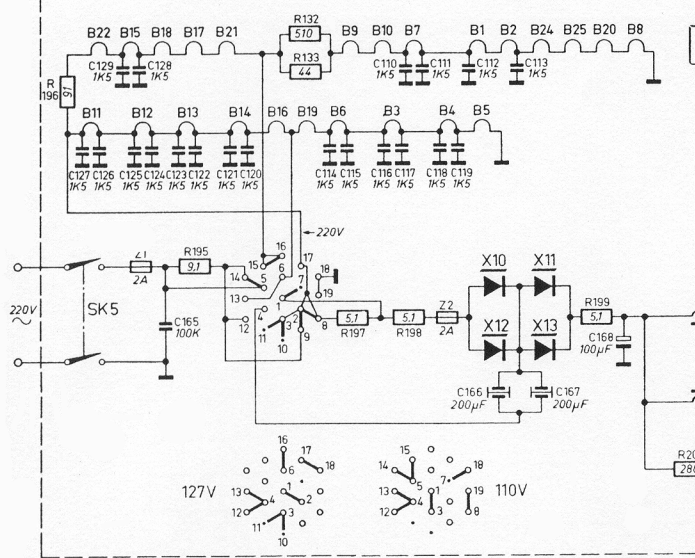 R132
B22 B15 B18 B17 B21 510 B9 B10 B7 B1 B2 B24 B25 B20 B8
R133
R196 91
C129 1K5
C128 1K5
44
C110 1K5
C111 1K5
C112 1K5
C113 1K5
B11 B12 B13 B14 B16 B19 B6 B3 B4 B5
C127 1K5
C126 1K5
C125 1K5
C124 1K5
C123 1K5
C122 1K5
C121 1K5
C120 1K5
C114 1K5
C115 1K5
C116 1K5
C117 1K5
C118 1K5
C119 1K5
220V
Z1
2A
R195
9,1
15 16 17 18
14 5 6 7
13 1 19
4 2
12 11 3 8
10 9
220V
SK5
C165
100K
5,1
R197
5,1
R198
Z2
2A
X10 X11
X12 X13
R199
5,1
C168
100µF
C166
200µF
C167
200µF
R20
28
16 17 18
6
13 4 1 2
12 3
11 10
127V
15 18
14 5 7
13 4 1 19
12 3 8
110V